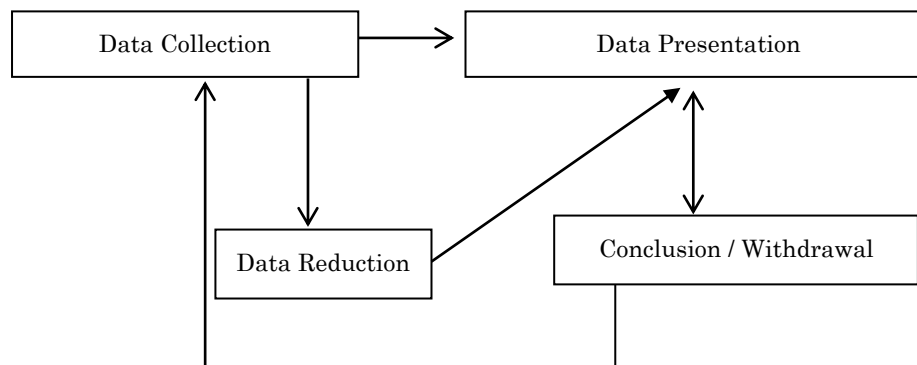 Data Collection
Data Presentation
Data Reduction
Conclusion / Withdrawal